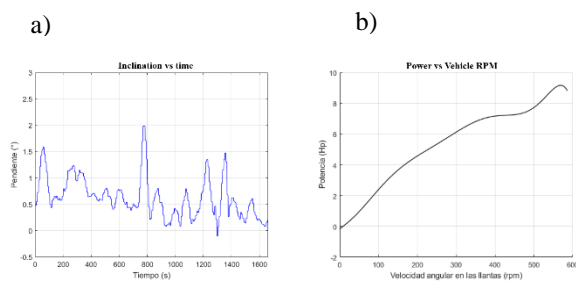 a)
b)
Inclination vs time
Pendiente (°)
3
2.5
2
1.5
1
0.5
0
-0.5
0 200 400 600 800 1000 1200 1400 1600
Tiempo (s)
Power vs Vehicle RPM
Potencia (Hp)
10
8
6
4
2
0
-2
0 100 200 300 400 500 600
Velocidad angular en las llantas (rpm)